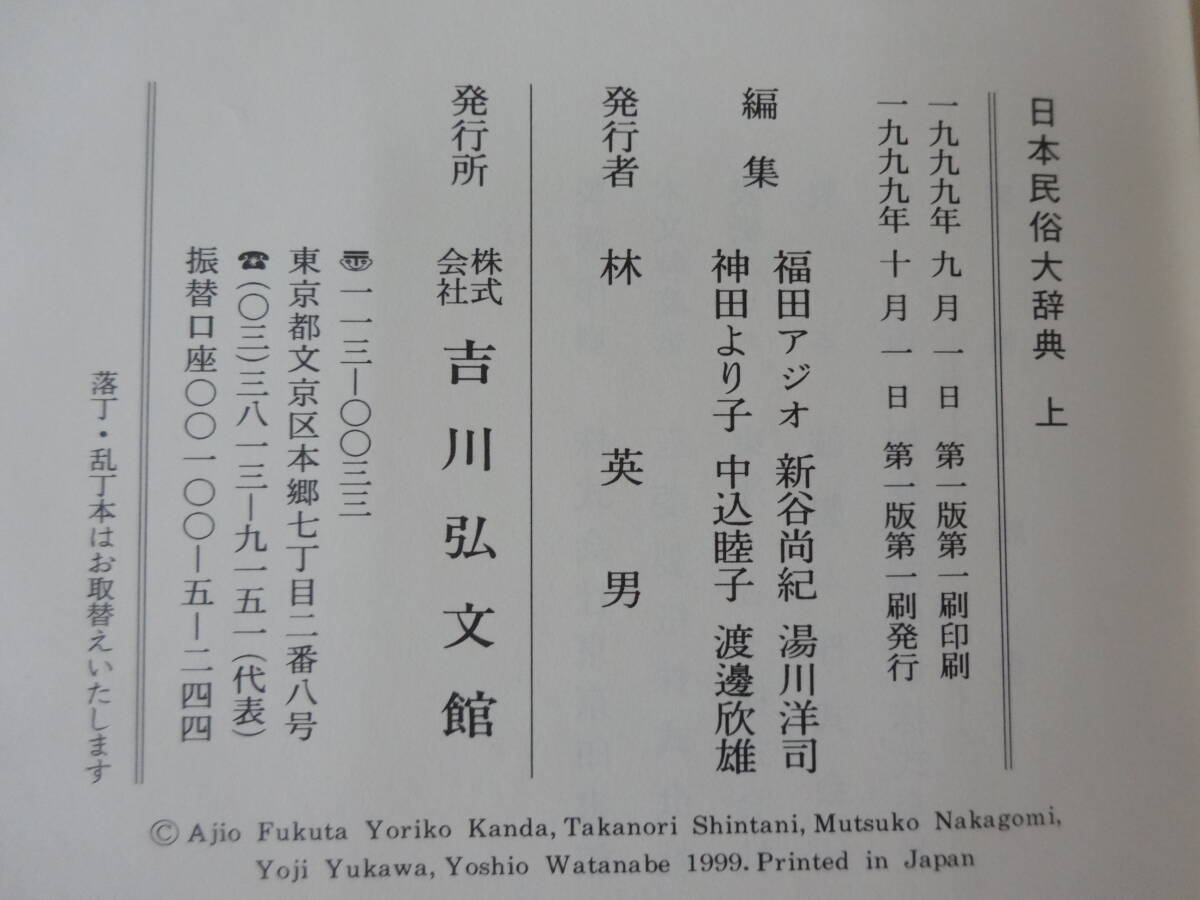 日本民俗大辞典　上
一九九九年 九月一日 第一版第一刷印刷
一九九九年 十月一日 第一版第一刷発行
編集
福田アジオ 新谷尚紀 湯川洋司
神田より子 中込睦子 渡邊欣雄
発行者 林英男
発行所 株式会社 吉川弘文館
〠一一三─〇〇三三
東京都文京区本郷七丁目二番八号
☎(〇三)三八一三─九一五一(代表)
振替口座〇〇一〇〇─五─二四四
落丁・乱丁本はお取替えいたします
© Ajio Fukuta Yoriko Kanda, Takanori Shintani, Mutsuko Nakagomi,
Yoji Yukawa, Yoshio Watanabe 1999. Printed in Japan